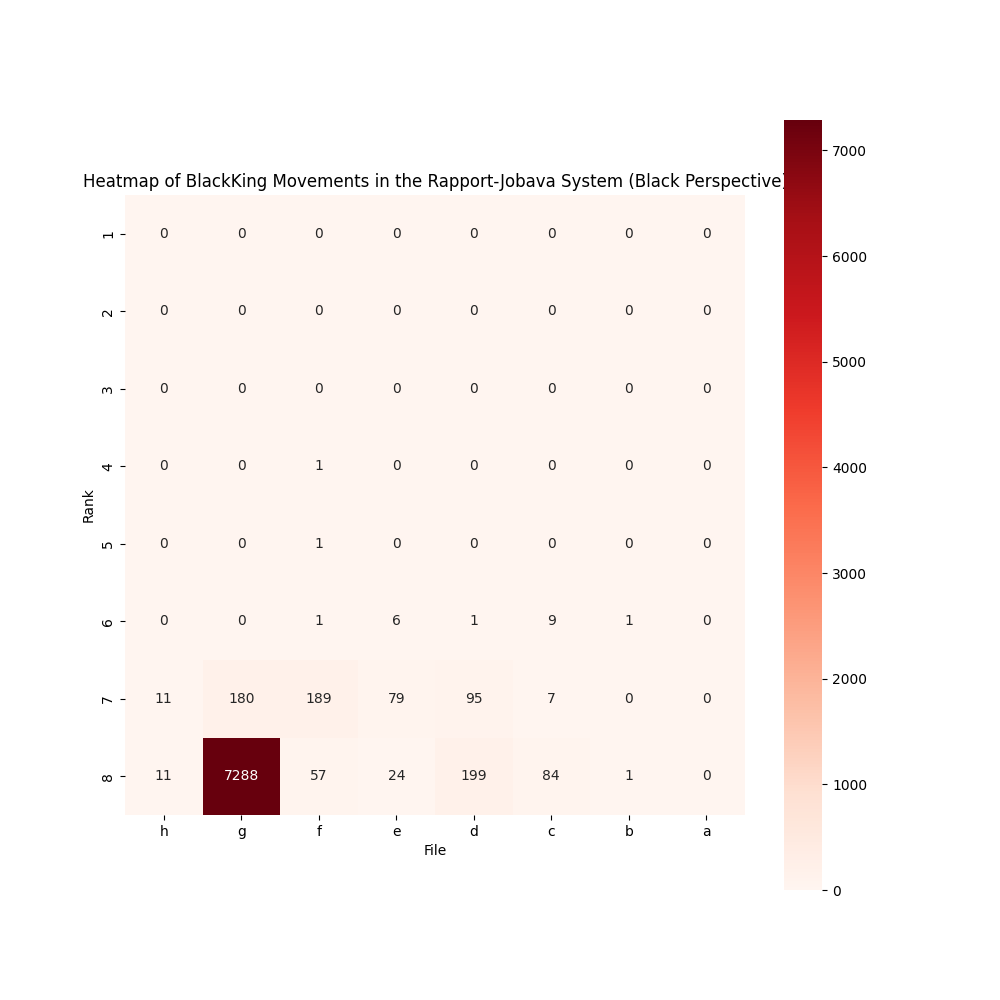 Heatmap of BlackKing Movements in the Rapport-Jobava System (Black Perspective)
Rank
1 0 0 0 0 0 0 0 0
2 0 0 0 0 0 0 0 0
3 0 0 0 0 0 0 0 0
4 0 0 1 0 0 0 0 0
5 0 0 1 0 0 0 0 0
6 0 0 1 6 1 9 1 0
7 11 180 189 79 95 7 0 0
8 11 7288 57 24 199 84 1 0
h g f e d c b a
File
7000
6000
5000
4000
3000
2000
1000
0